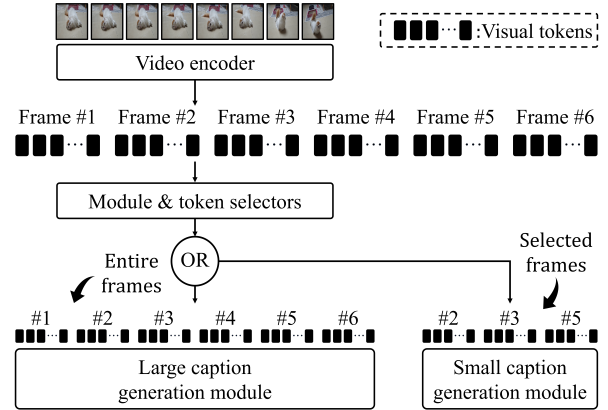 :Visual tokens
Video encoder
Frame #1 Frame #2 Frame #3 Frame #4 Frame #5 Frame #6
Module & token selectors
OR
Entire
frames
Selected
frames
#1 #2 #3 #4 #5 #6
#2 #3 #5
Large caption
generation module
Small caption
generation module